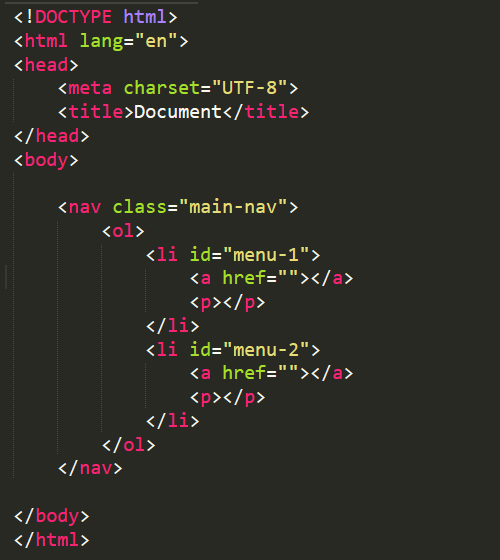 <!DOCTYPE html>
<html lang="en">
<head>
    <meta charset="UTF-8">
    <title>Document</title>
</head>
<body>

    <nav class="main-nav">
        <ol>
            <li id="menu-1">
                <a href=""></a>
                <p></p>
            </li>
            <li id="menu-2">
                <a href=""></a>
                <p></p>
            </li>
        </ol>
    </nav>

</body>
</html>